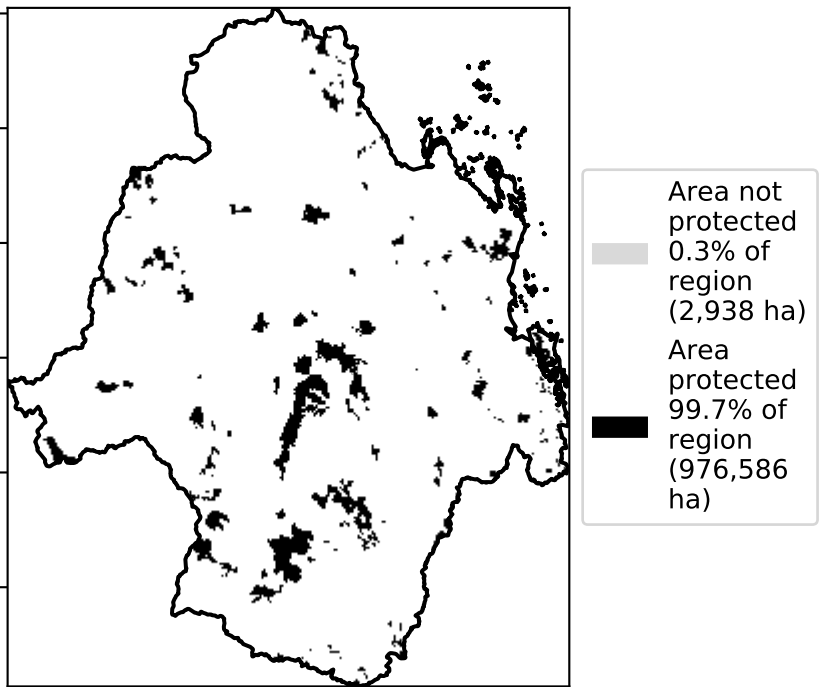 Area not
protected
0.3% of
region
(2,938 ha)
Area
protected
99.7% of
region
(976,586
ha)